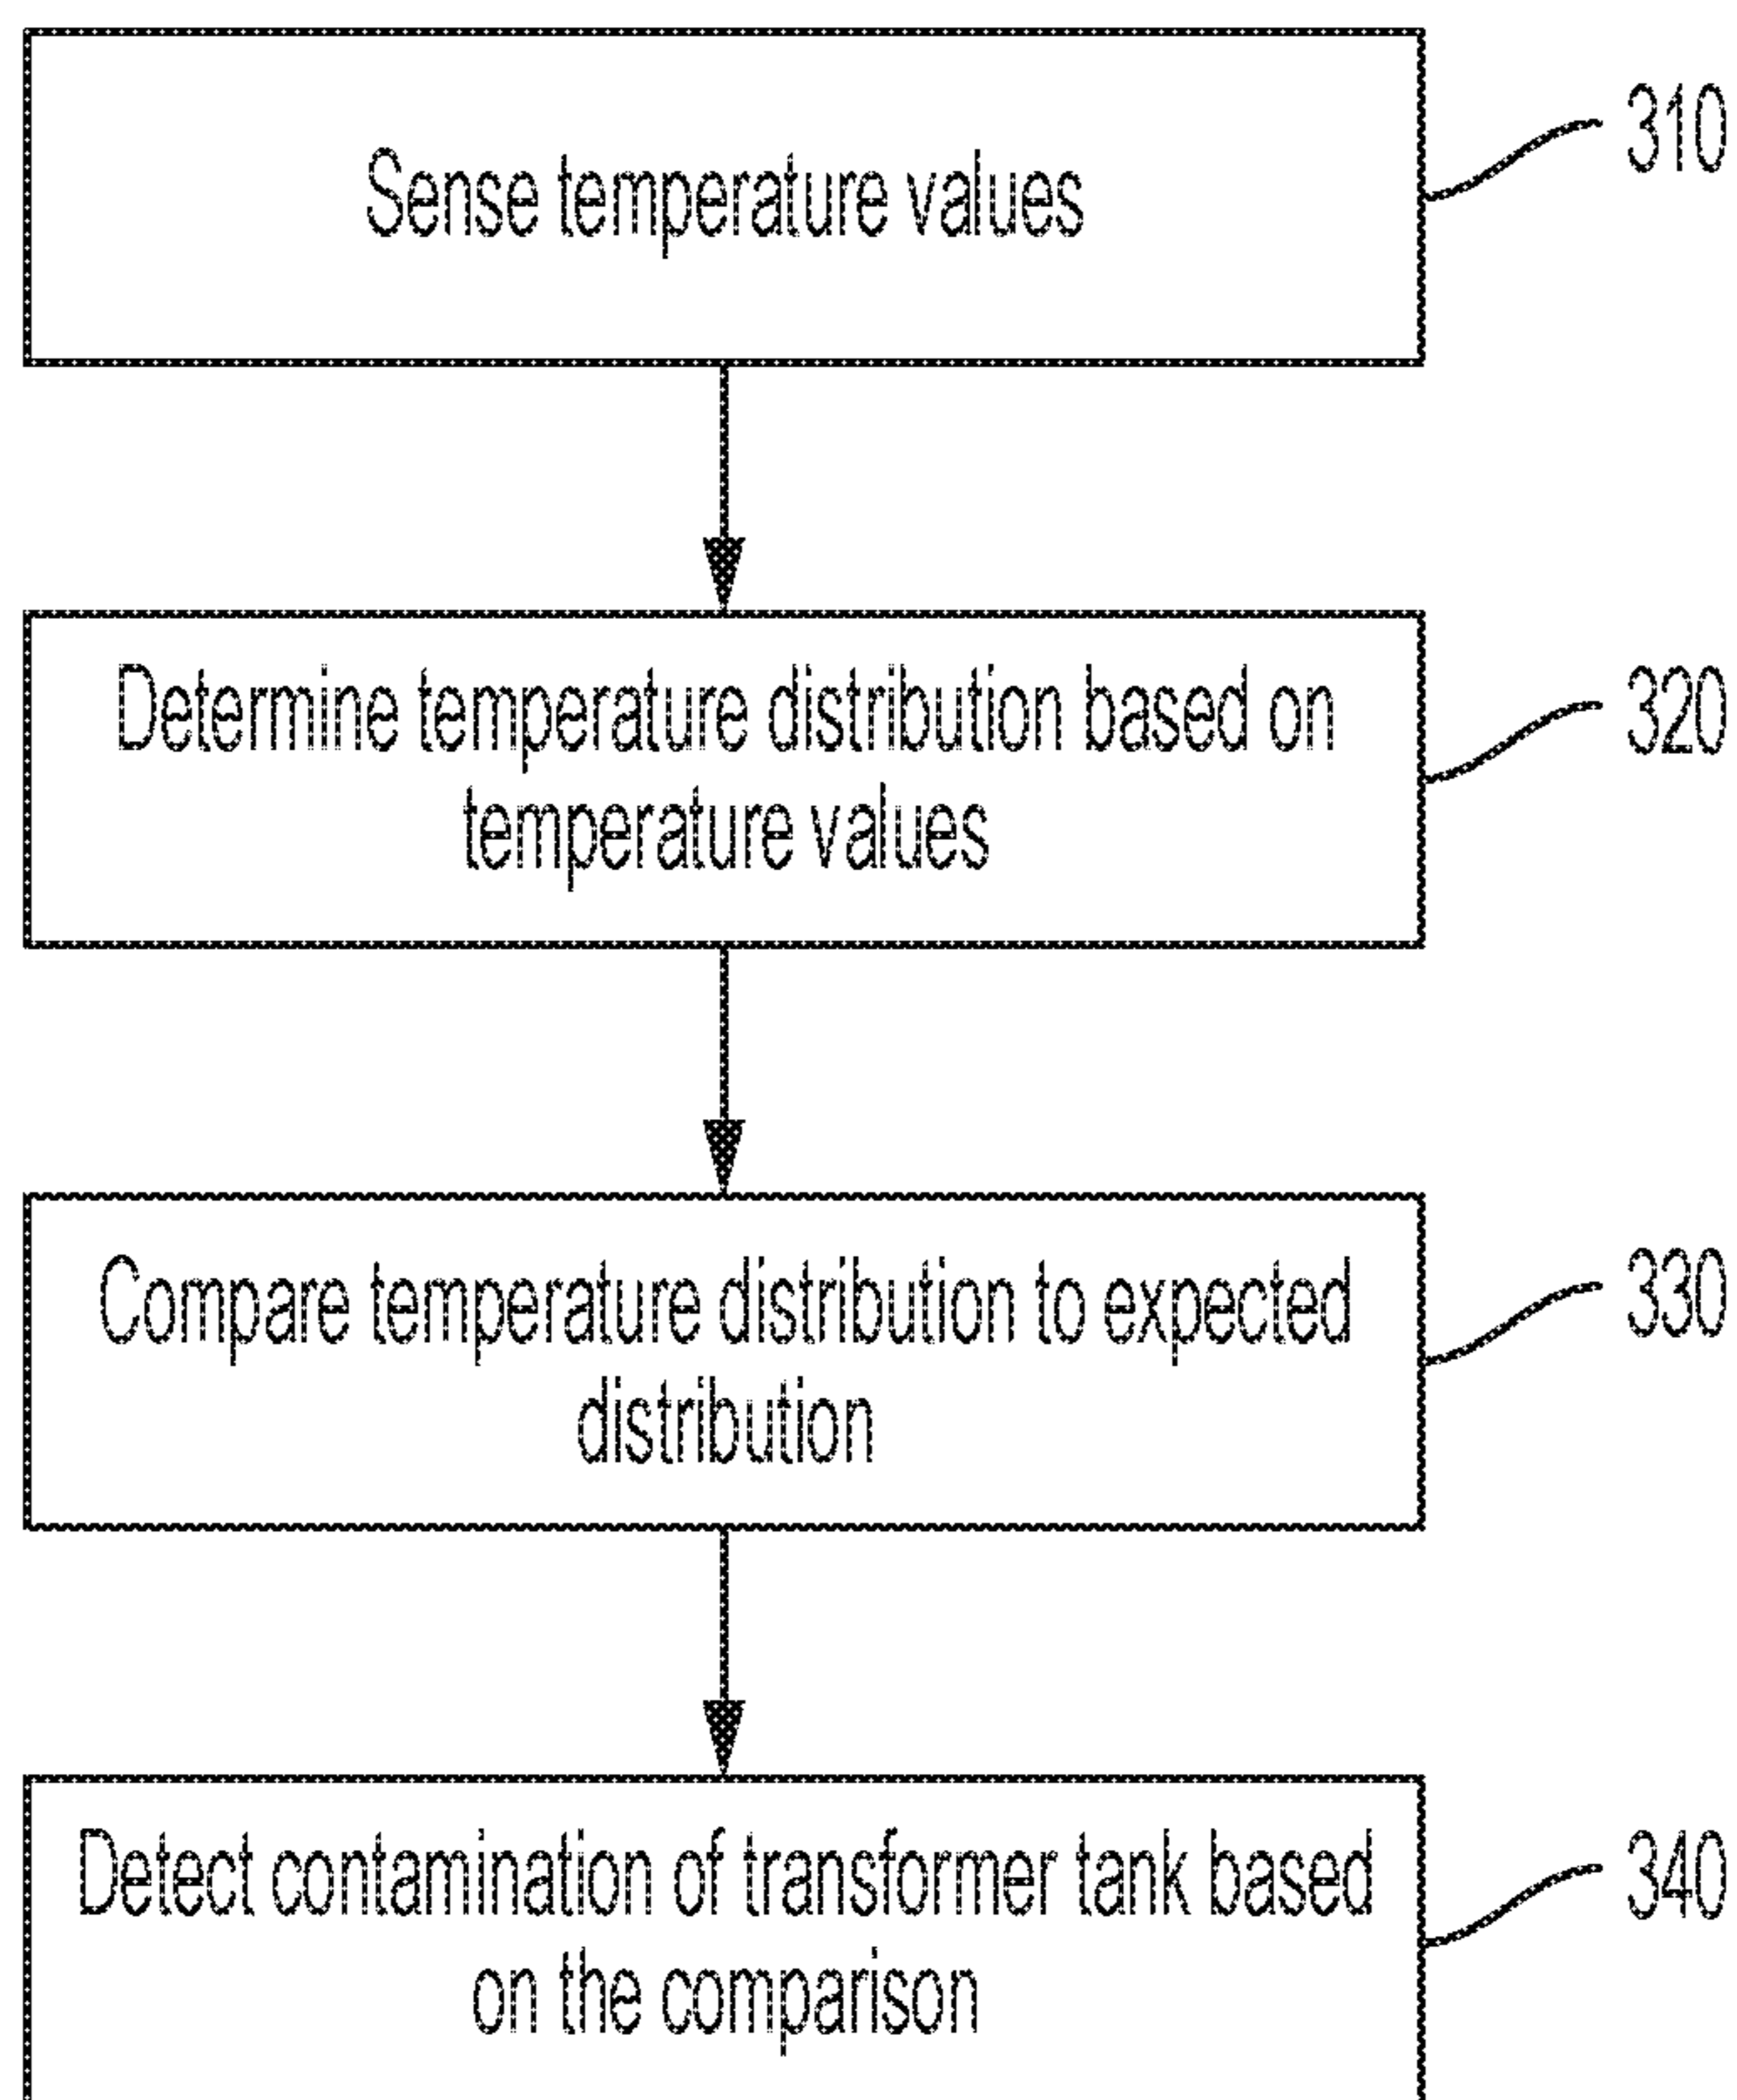 Sense temperature values
310
Determine temperature distribution based on
temperature values
320
Compare temperature distribution to expected
distribution
330
Detect contamination of transformer tank based
on the comparison
340